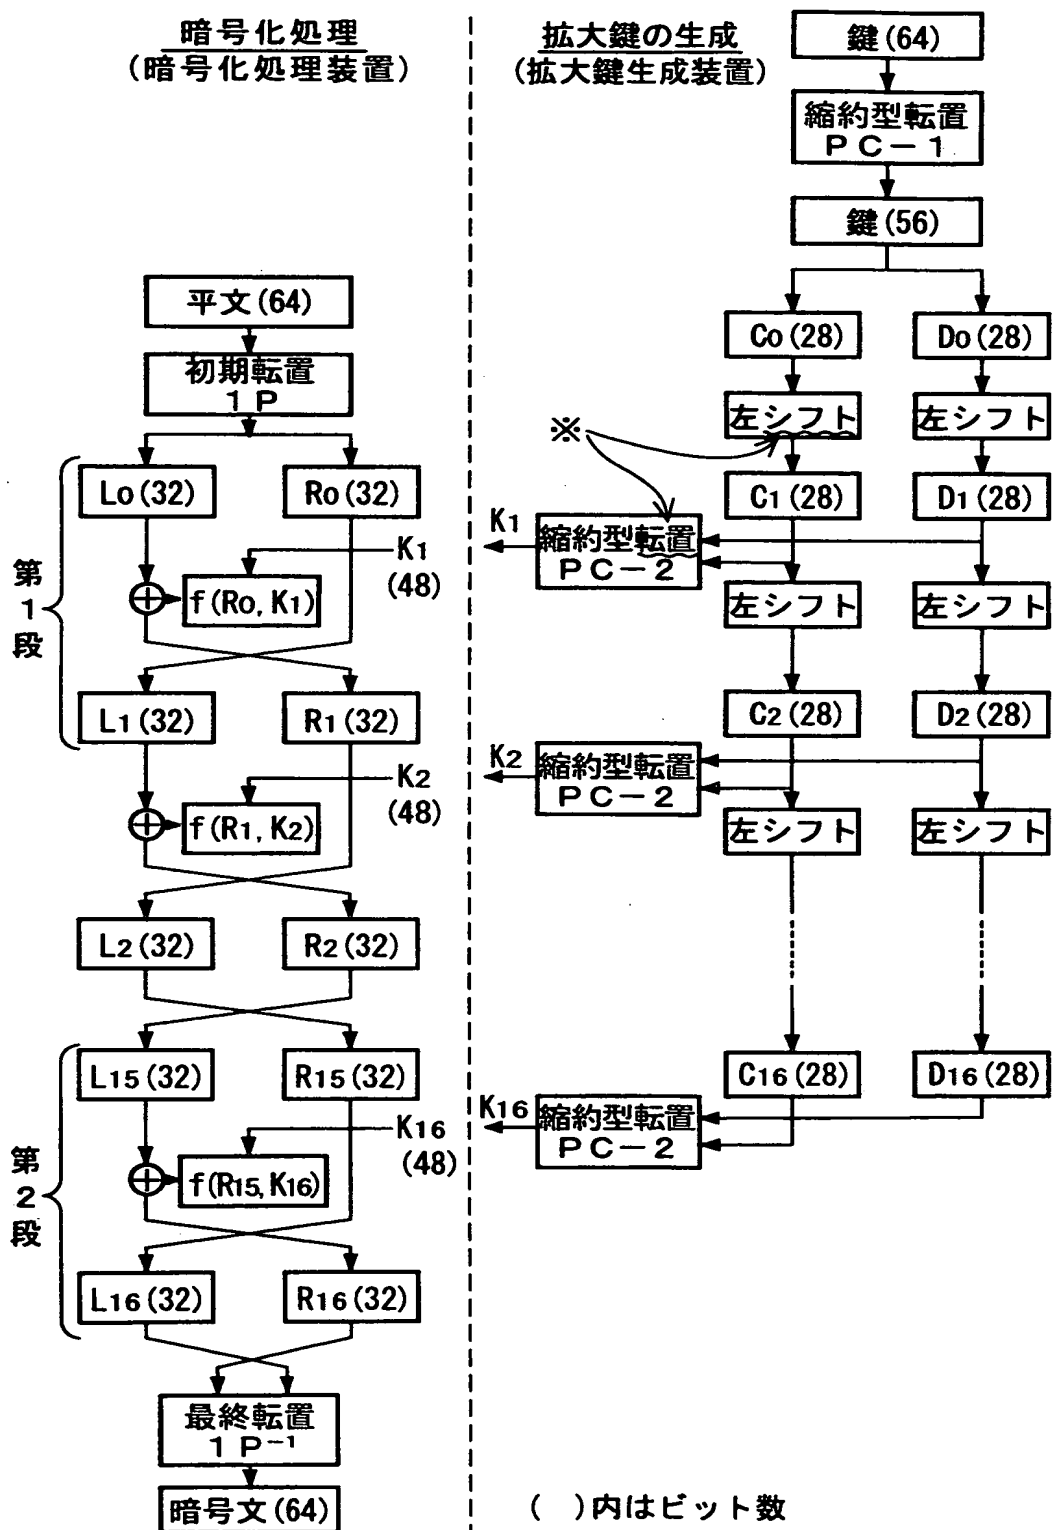 暗号化処理
(暗号化処理装置)
平文(64)
初期転置
1P
L0(32)
R0(32)
第1段
K1
(48)
f(R0,K1)
L1(32)
R1(32)
K2
(48)
f(R1,K2)
L2(32)
R2(32)
L15(32)
R15(32)
第2段
K16
(48)
f(R15,K16)
L16(32)
R16(32)
最終転置
1P⁻¹
暗号文(64)
拡大鍵の生成
(拡大鍵生成装置)
鍵(64)
縮約型転置
PC-1
鍵(56)
C0(28)
D0(28)
左シフト
左シフト
※
C1(28)
D1(28)
K1
縮約型転置
PC-2
左シフト
左シフト
C2(28)
D2(28)
K2
縮約型転置
PC-2
左シフト
左シフト
C16(28)
D16(28)
K16
縮約型転置
PC-2
( )内はビット数